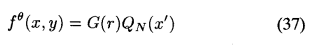 f^θ(x, y) = G(r)Q_N(x′) (37)